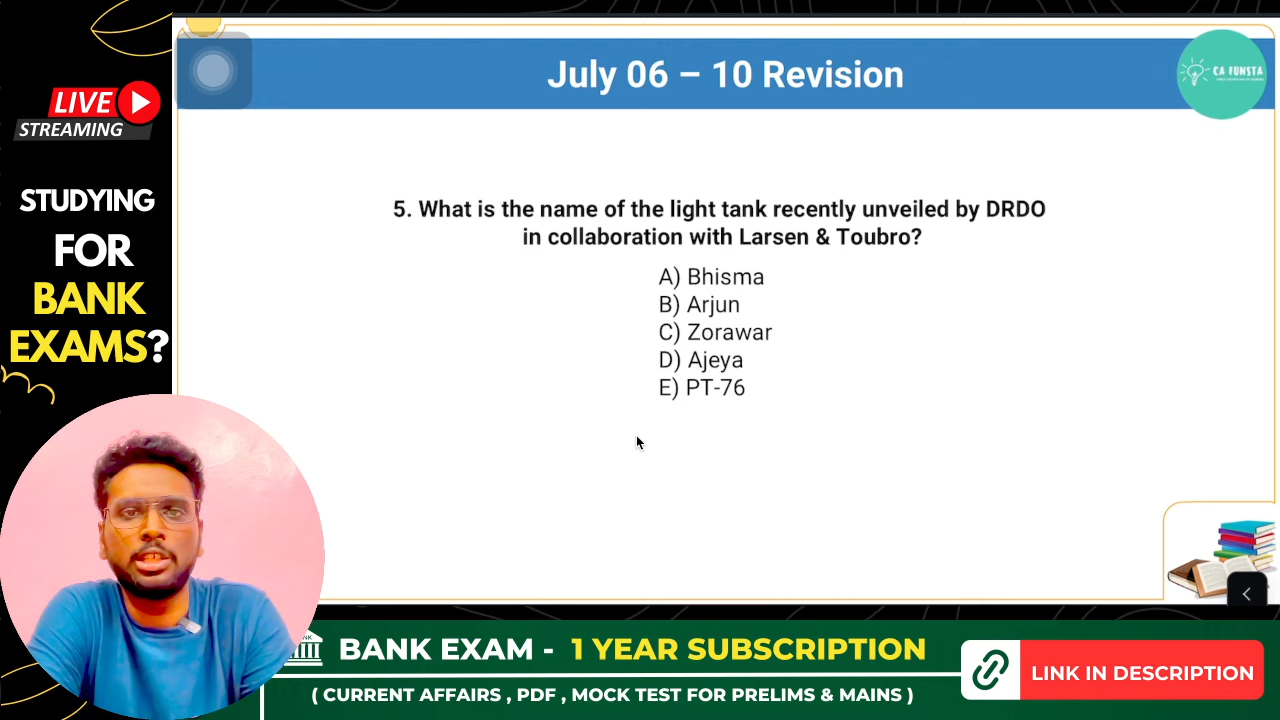 LIVE
STREAMING
STUDYING
FOR
BANK
EXAMS?
July 06 – 10 Revision
CA FUNSTA
5. What is the name of the light tank recently unveiled by DRDO
in collaboration with Larsen & Toubro?
A) Bhisma
B) Arjun
C) Zorawar
D) Ajeya
E) PT-76
BANK EXAM - 1 YEAR SUBSCRIPTION
( CURRENT AFFAIRS , PDF , MOCK TEST FOR PRELIMS & MAINS )
LINK IN DESCRIPTION